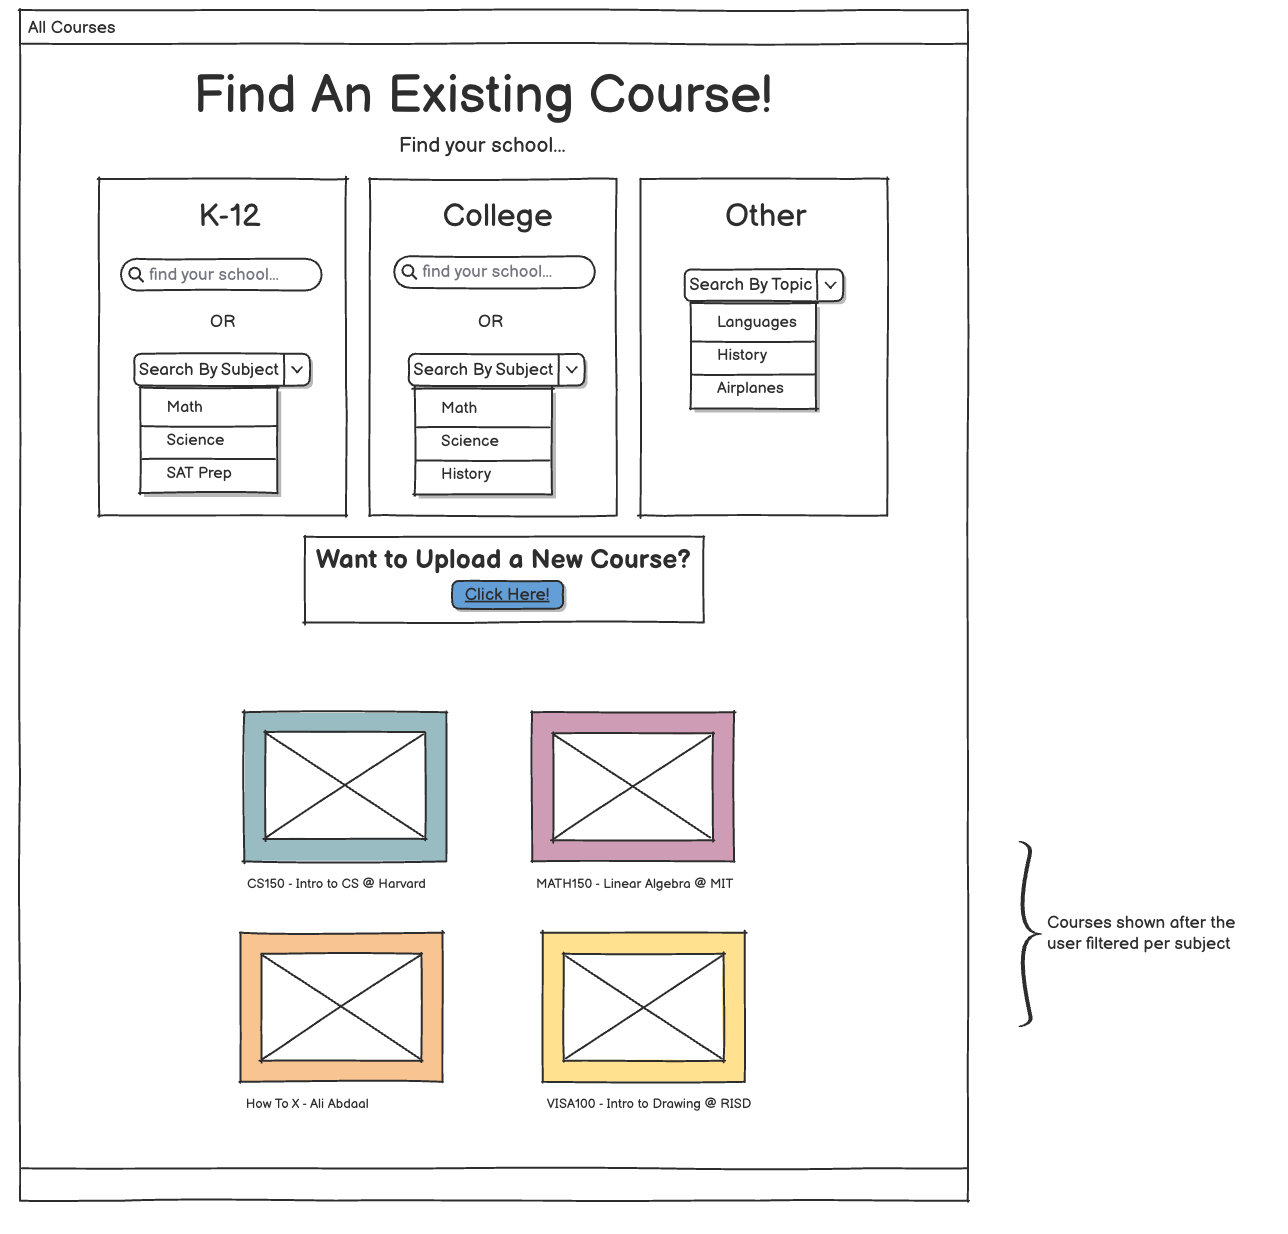 All Courses
Find An Existing Course!
Find your school...
K-12
find your school...
OR
Search By Subject
Math
Science
SAT Prep
College
find your school...
OR
Search By Subject
Math
Science
History
Other
Search By Topic
Languages
History
Airplanes
Want to Upload a New Course?
Click Here!
CS150 - Intro to CS @ Harvard
MATH150 - Linear Algebra @ MIT
How To X - Ali Abdaal
VISA100 - Intro to Drawing @ RISD
Courses shown after the
user filtered per subject